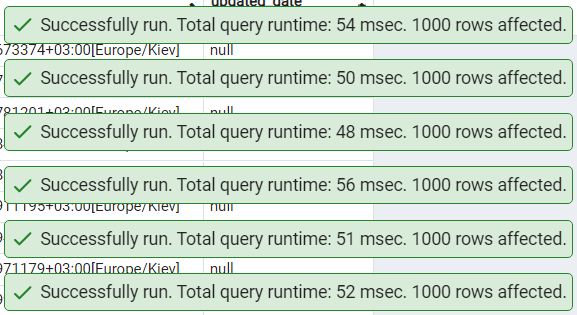 updated_date
Successfully run. Total query runtime: 54 msec. 1000 rows affected.
673374+03:00[Europe/Kiev] null
Successfully run. Total query runtime: 50 msec. 1000 rows affected.
781201+03:00[Europe/Kiev] null
Successfully run. Total query runtime: 48 msec. 1000 rows affected.
Successfully run. Total query runtime: 56 msec. 1000 rows affected.
911195+03:00[Europe/Kiev] null
Successfully run. Total query runtime: 51 msec. 1000 rows affected.
971179+03:00[Europe/Kiev] null
Successfully run. Total query runtime: 52 msec. 1000 rows affected.